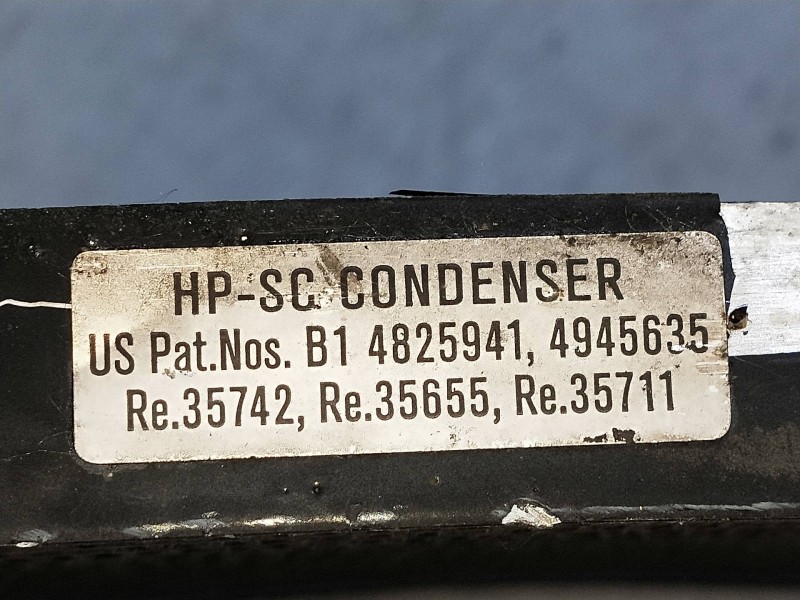 HP-SC CONDENSER
US Pat.Nos. B1 4825941, 4945635
Re.35742, Re.35655, Re.35711